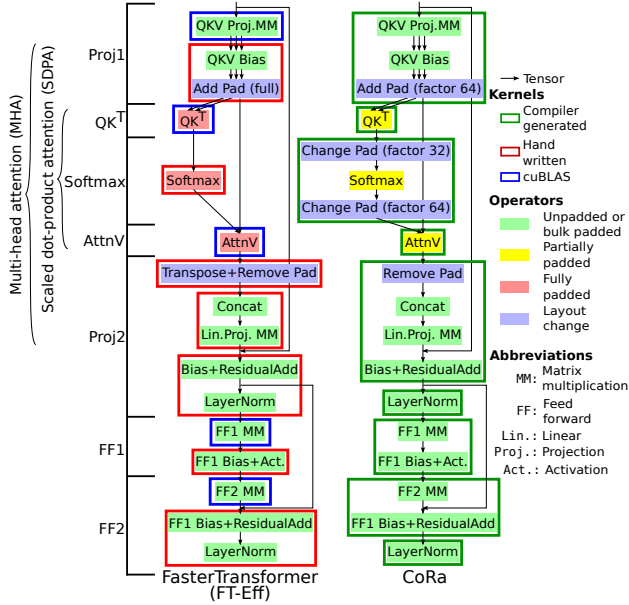 Multi-head attention (MHA)
Scaled dot-product attention (SDPA)
Proj1
QKT
Softmax
AttnV
Proj2
FF1
FF2
QKV Proj.MM
QKV Bias
Add Pad (full)
QKT
Softmax
AttnV
Transpose+Remove Pad
Concat
Lin.Proj. MM
Bias+ResidualAdd
LayerNorm
FF1 MM
FF1 Bias+Act.
FF2 MM
FF1 Bias+ResidualAdd
LayerNorm
FasterTransformer
(FT-Eff)
QKV Proj.MM
QKV Bias
Add Pad (factor 64)
QKT
Change Pad (factor 32)
Softmax
Change Pad (factor 64)
AttnV
Remove Pad
Concat
Lin.Proj. MM
Bias+ResidualAdd
LayerNorm
FF1 MM
FF1 Bias+Act.
FF2 MM
FF1 Bias+ResidualAdd
LayerNorm
CoRa
Tensor
Kernels
Compiler
generated
Hand
written
cuBLAS
Operators
Unpadded or
bulk padded
Partially
padded
Fully
padded
Layout
change
Abbreviations
MM: Matrix
multiplication
FF: Feed
forward
Lin.: Linear
Proj.: Projection
Act.: Activation